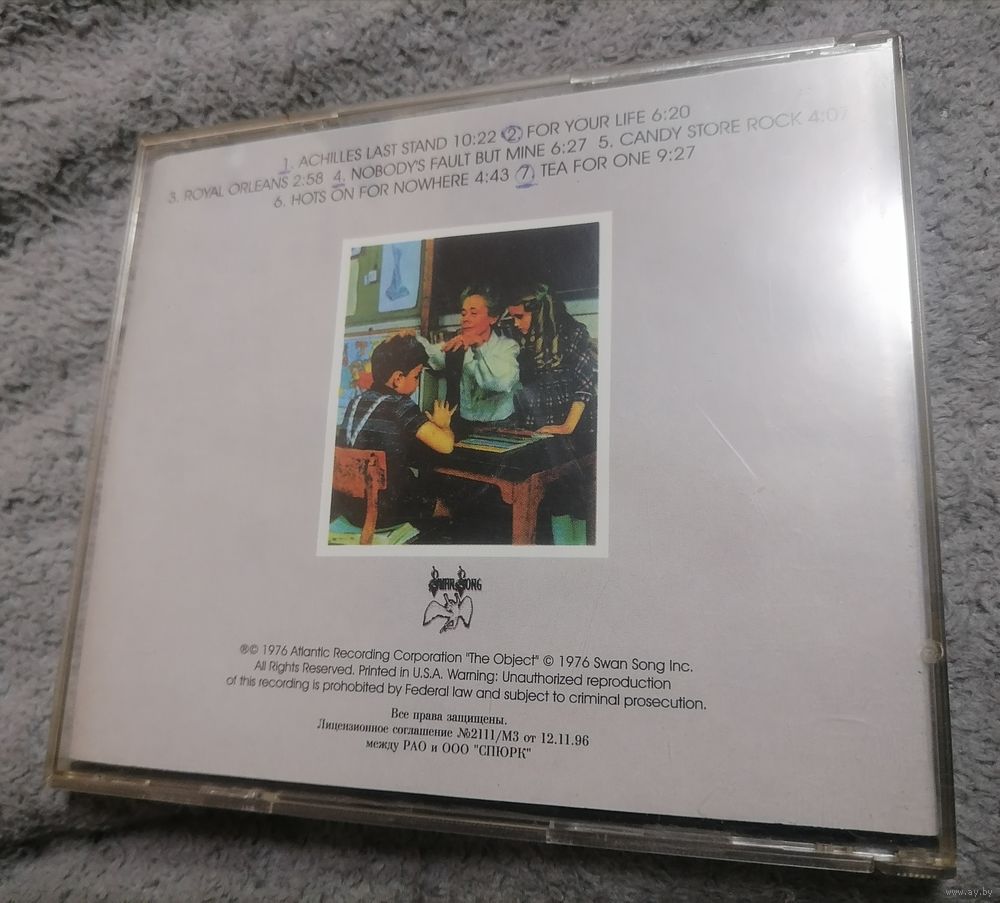 1. ACHILLES LAST STAND 10:22 2. FOR YOUR LIFE 6:20
3. ROYAL ORLEANS 2:58 4. NOBODY'S FAULT BUT MINE 6:27 5. CANDY STORE ROCK 4:07
6. HOTS ON FOR NOWHERE 4:43 7. TEA FOR ONE 9:27
SWAN SONG
®© 1976 Atlantic Recording Corporation "The Object" © 1976 Swan Song Inc.
All Rights Reserved. Printed in U.S.A. Warning: Unauthorized reproduction
of this recording is prohobited by Federal law and subject to criminal prosecution.
Все права защищены.
Лицензионное соглашение №2111/МЗ от 12.11.96
между РАО и ООО "СПЮРК"
www.ay.by